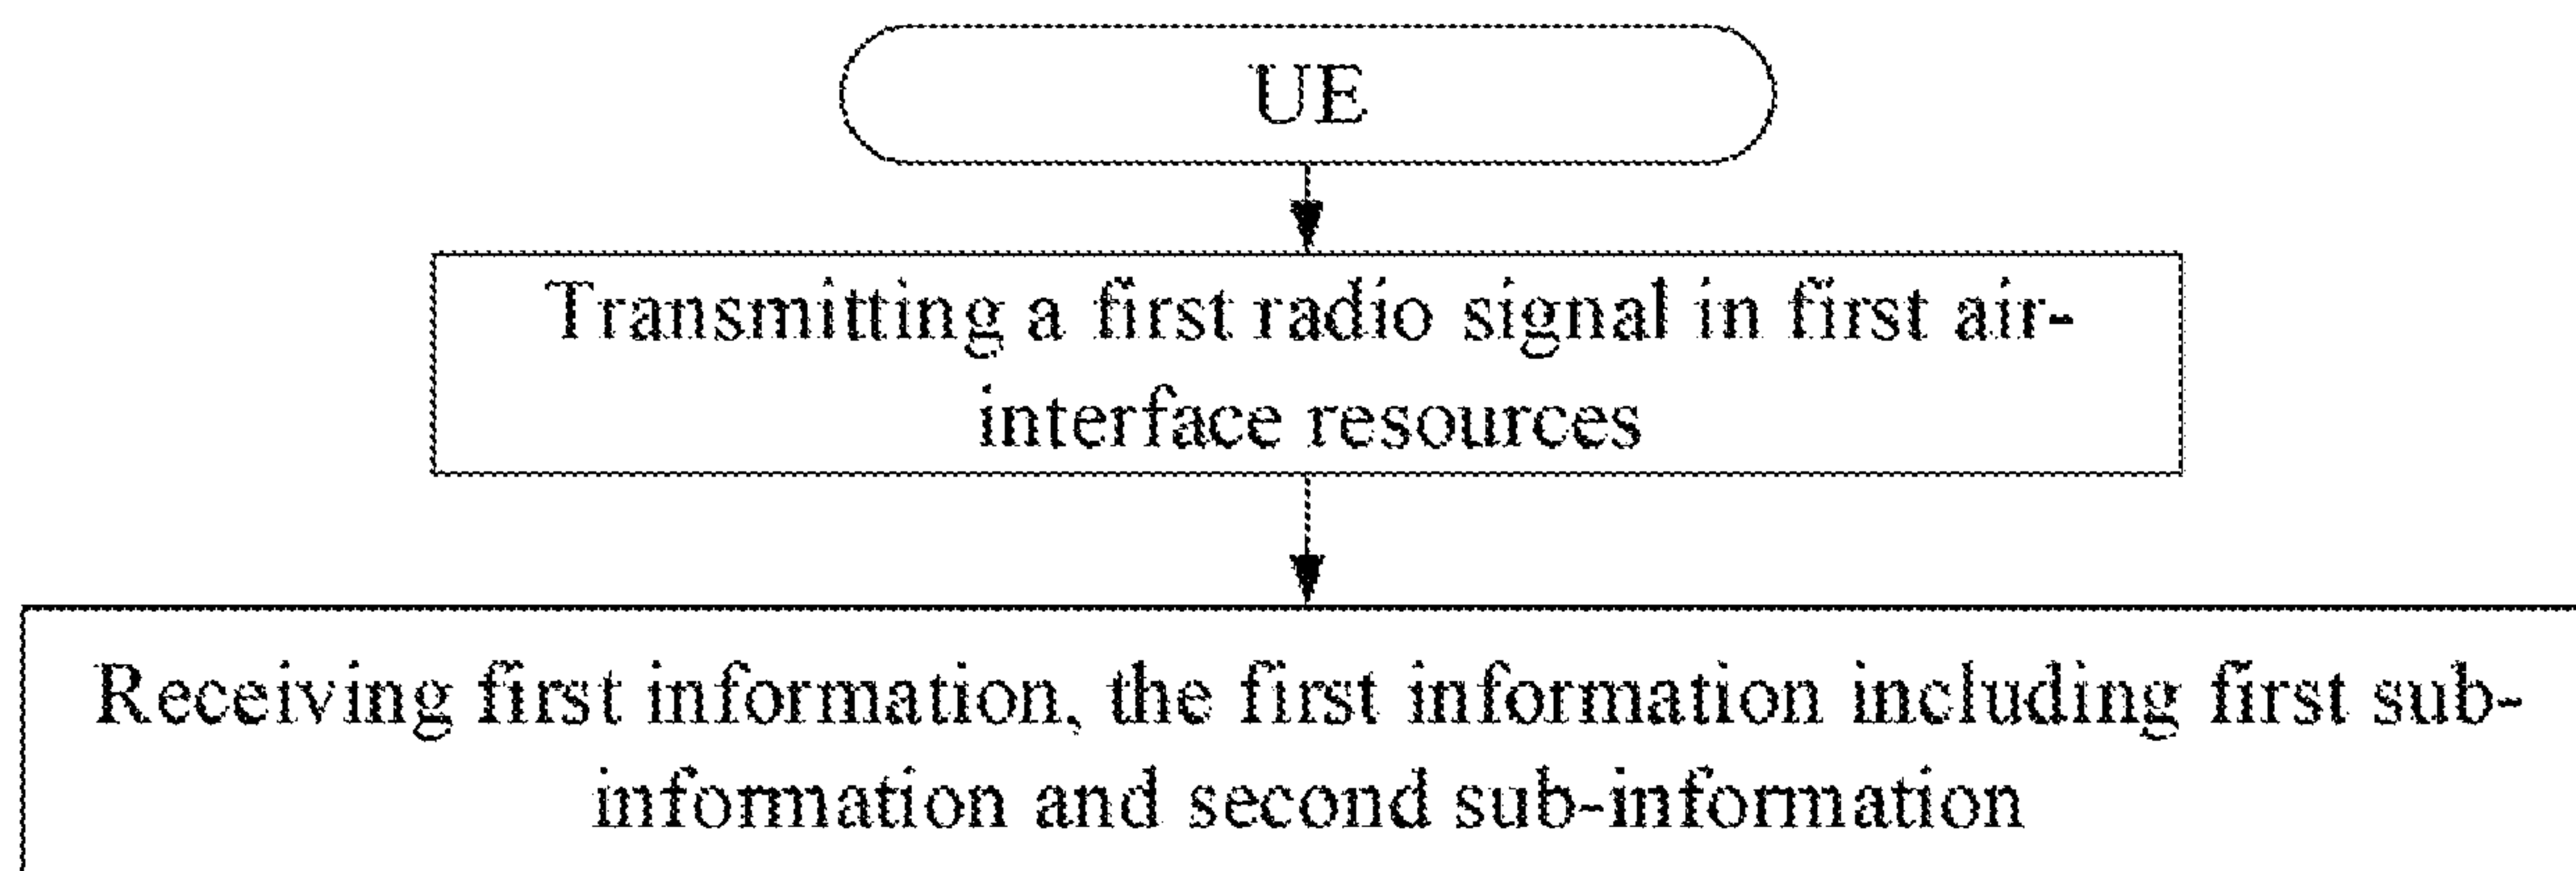 UE
Transmitting a first radio signal in first air-
interface resources
Receiving first information, the first information including first sub-
information and second sub-information